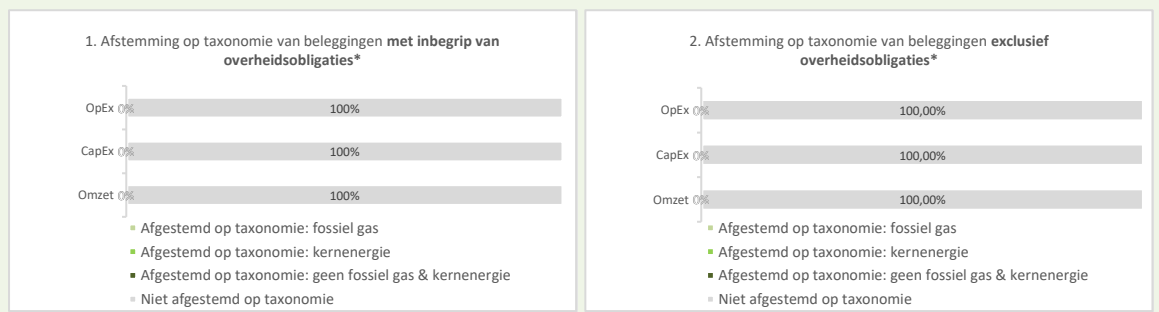 1. Afstemming op taxonomie van beleggingen met inbegrip van
overheidsobligaties*
OpEx 0% 100%
CapEx 0% 100%
Omzet 0% 100%
Afgestemd op taxonomie: fossiel gas
Afgestemd op taxonomie: kernenergie
Afgestemd op taxonomie: geen fossiel gas & kernenergie
Niet afgestemd op taxonomie
2. Afstemming op taxonomie van beleggingen exclusief
overheidsobligaties*
OpEx 0% 100,00%
CapEx 0% 100,00%
Omzet 0% 100,00%
Afgestemd op taxonomie: fossiel gas
Afgestemd op taxonomie: kernenergie
Afgestemd op taxonomie: geen fossiel gas & kernenergie
Niet afgestemd op taxonomie